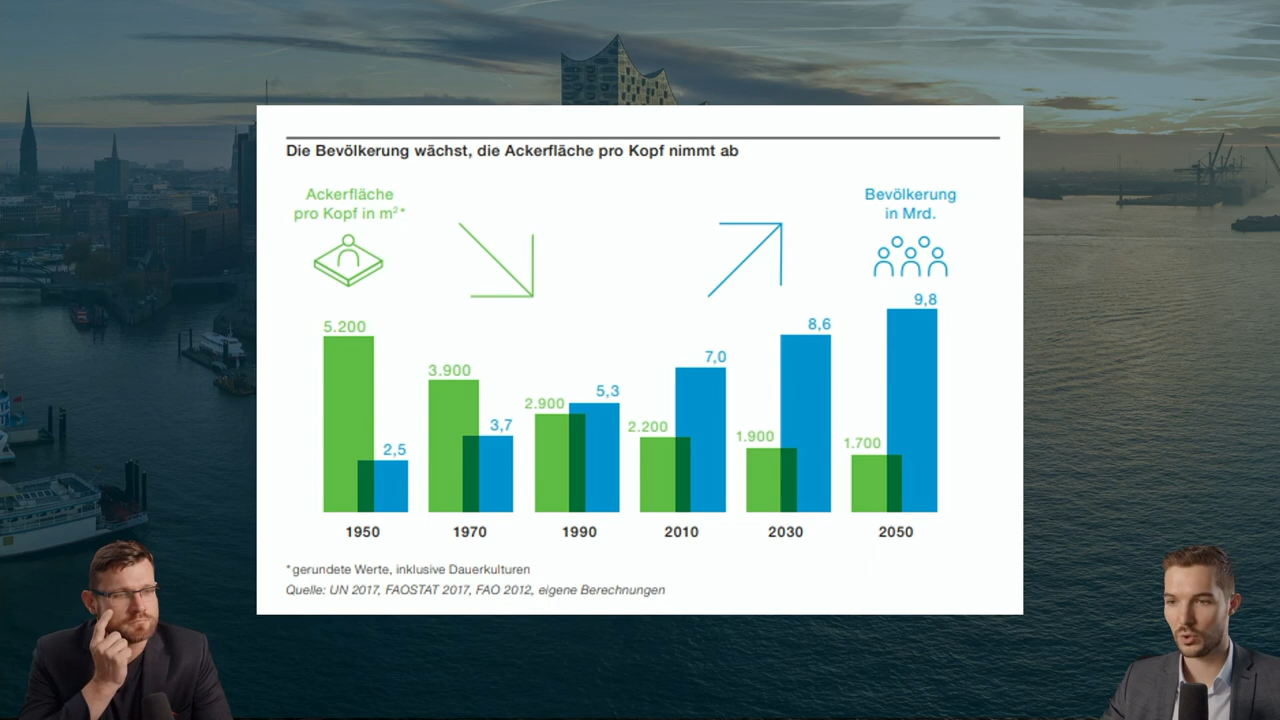 Die Bevölkerung wächst, die Ackerfläche pro Kopf nimmt ab
Ackerfläche
pro Kopf in m²*
Bevölkerung
in Mrd.
5.200
2,5
3.900
3,7
2.900
5,3
2.200
7,0
1.900
8,6
1.700
9,8
1950 1970 1990 2010 2030 2050
* gerundete Werte, inklusive Dauerkulturen
Quelle: UN 2017, FAOSTAT 2017, FAO 2012, eigene Berechnungen